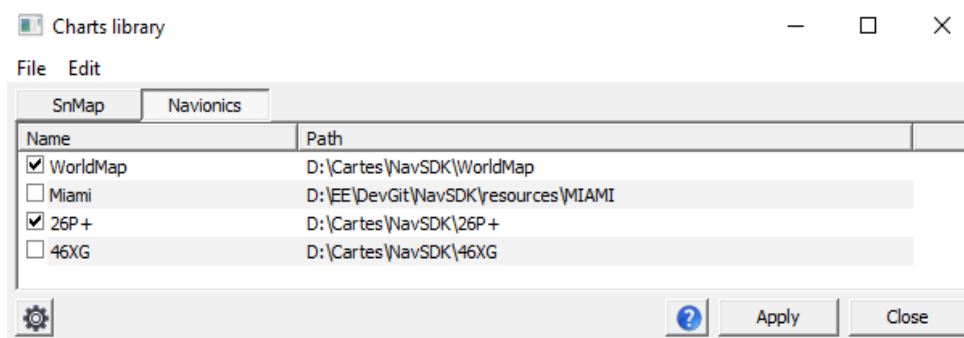 Charts library
File Edit
SnMap Navionics
Name Path
WorldMap D:\Cartes\NavSDK\WorldMap
Miami D:\EE\DevGit\NavSDK\resources\MIAMI
26P+ D:\Cartes\NavSDK\26P+
46XG D:\Cartes\NavSDK\46XG
? Apply Close